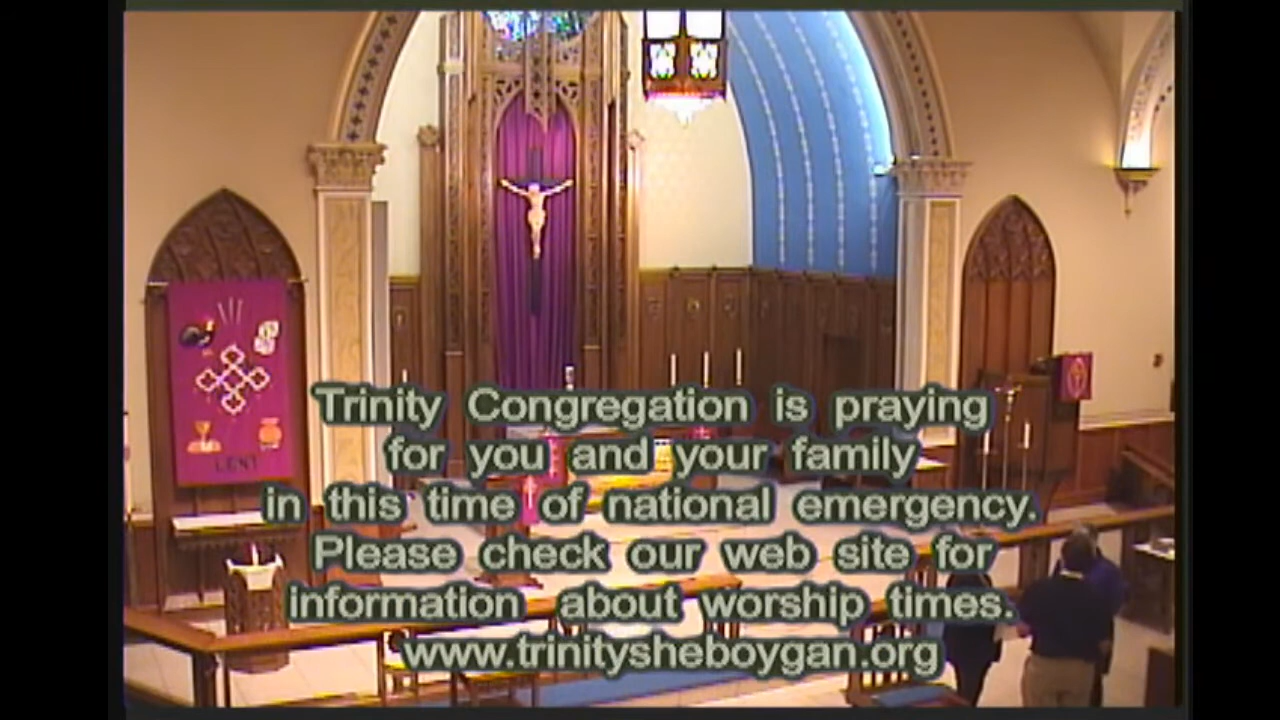 LENT
Trinity Congregation is praying
for you and your family
in this time of national emergency.
Please check our web site for
information about worship times.
www.trinitysheboygan.org